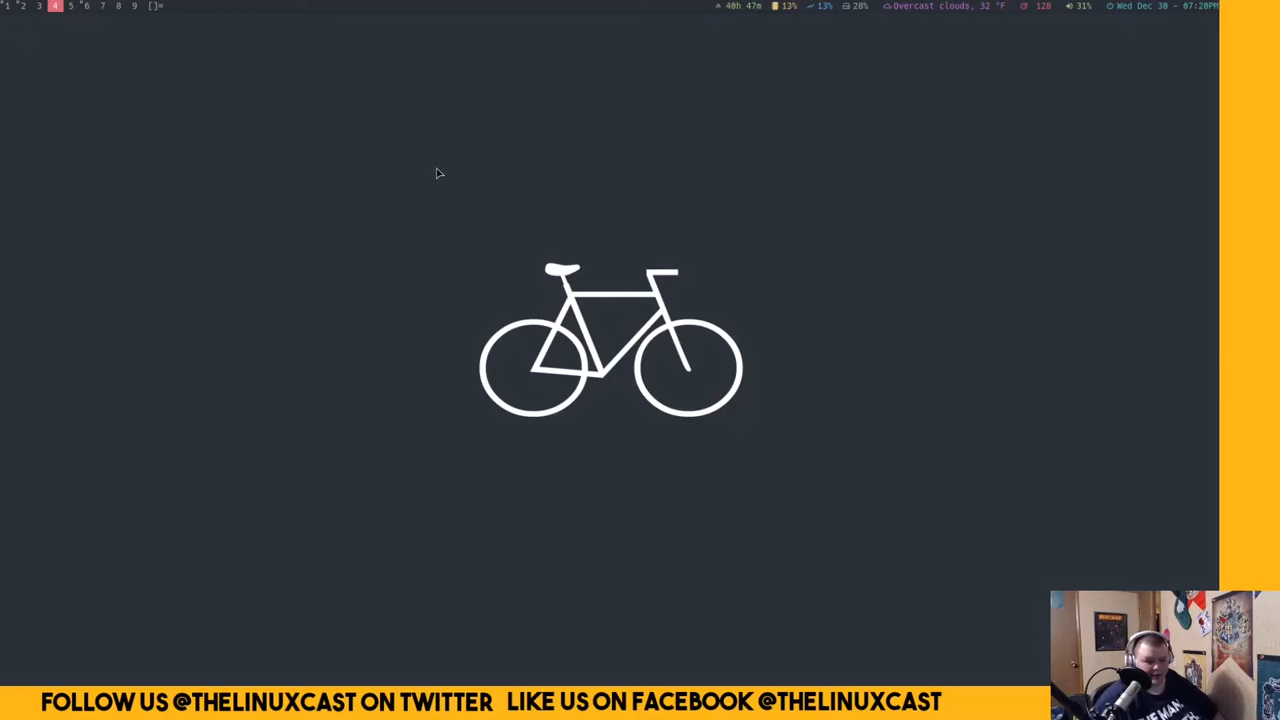 1 2 3 4 5 6 7 8 9 []= 40h 47m 13% 13% 28% Overcast clouds, 32 °F 128 31% Wed Dec 30 - 07:20PM
FOLLOW US @THELINUXCAST ON TWITTER LIKE US ON FACEBOOK @THELINUXCAST